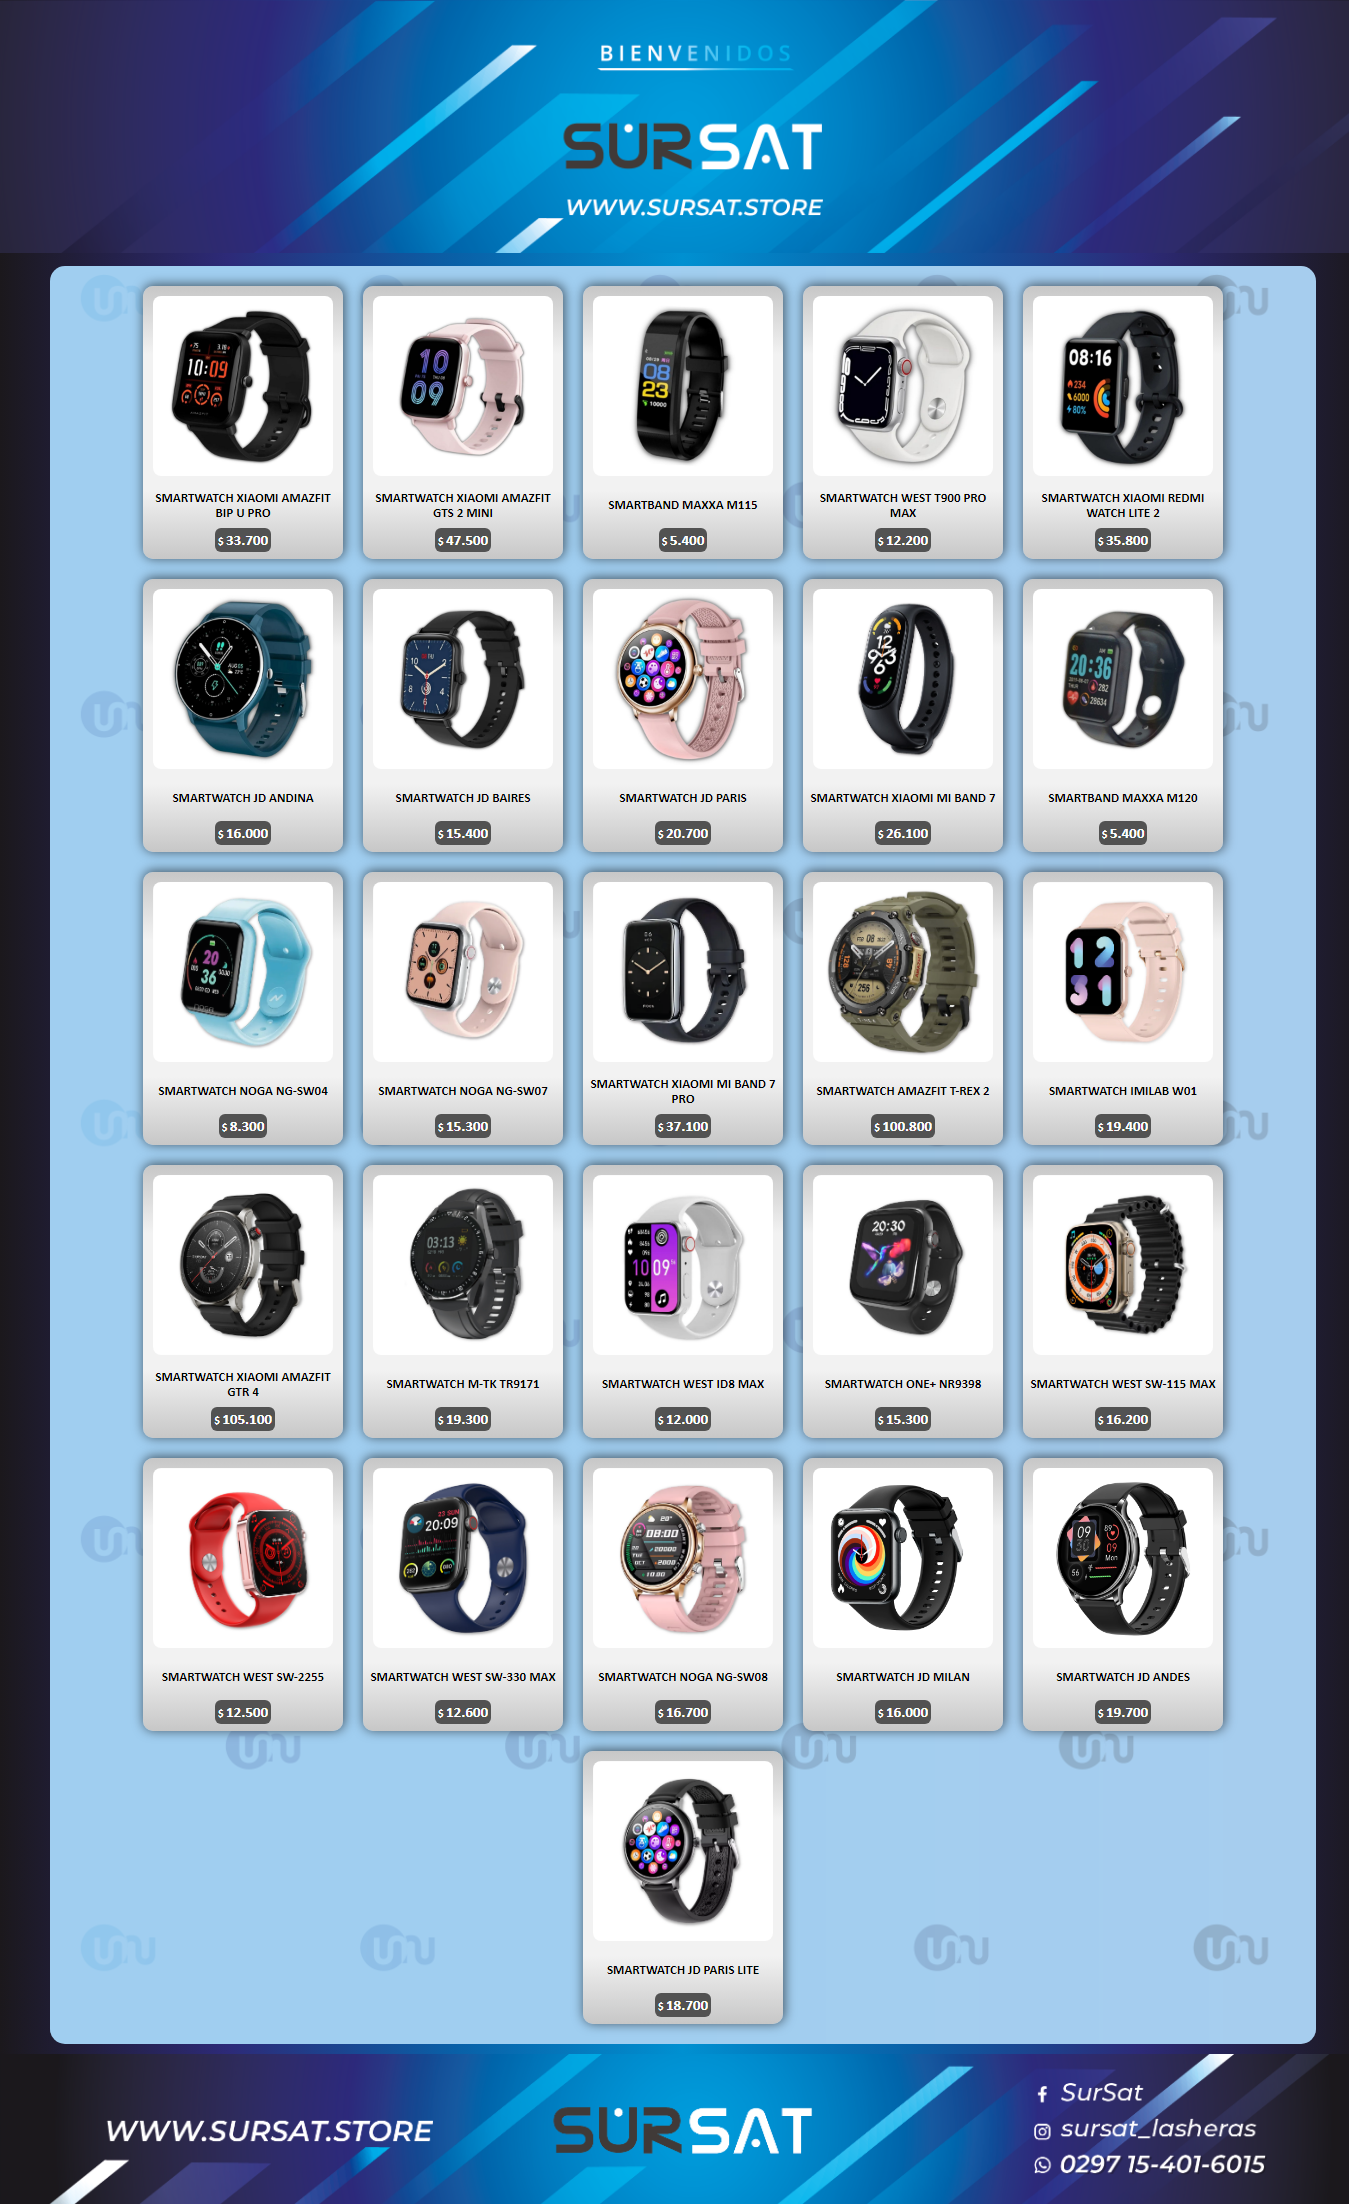 BIENVENIDOS
SURSAT
WWW.SURSAT.STORE
SMARTWATCH XIAOMI AMAZFIT
BIP U PRO
$ 33.700
SMARTWATCH XIAOMI AMAZFIT
GTS 2 MINI
$ 47.500
SMARTBAND MAXXA M115
$ 5.400
SMARTWATCH WEST T900 PRO
MAX
$ 12.200
SMARTWATCH XIAOMI REDMI
WATCH LITE 2
$ 35.800
SMARTWATCH JD ANDINA
$ 16.000
SMARTWATCH JD BAIRES
$ 15.400
SMARTWATCH JD PARIS
$ 20.700
SMARTWATCH XIAOMI MI BAND 7
$ 26.100
SMARTBAND MAXXA M120
$ 5.400
SMARTWATCH NOGA NG-SW04
$ 8.300
SMARTWATCH NOGA NG-SW07
$ 15.300
SMARTWATCH XIAOMI MI BAND 7
PRO
$ 37.100
SMARTWATCH AMAZFIT T-REX 2
$ 100.800
SMARTWATCH IMILAB W01
$ 19.400
SMARTWATCH XIAOMI AMAZFIT
GTR 4
$ 105.100
SMARTWATCH M-TK TR9171
$ 19.300
SMARTWATCH WEST ID8 MAX
$ 12.000
SMARTWATCH ONE+ NR9398
$ 15.300
SMARTWATCH WEST SW-115 MAX
$ 16.200
SMARTWATCH WEST SW-2255
$ 12.500
SMARTWATCH WEST SW-330 MAX
$ 12.600
SMARTWATCH NOGA NG-SW08
$ 16.700
SMARTWATCH JD MILAN
$ 16.000
SMARTWATCH JD ANDES
$ 19.700
SMARTWATCH JD PARIS LITE
$ 18.700
WWW.SURSAT.STORE
SURSAT
SurSat
sursat_lasheras
0297 15-401-6015